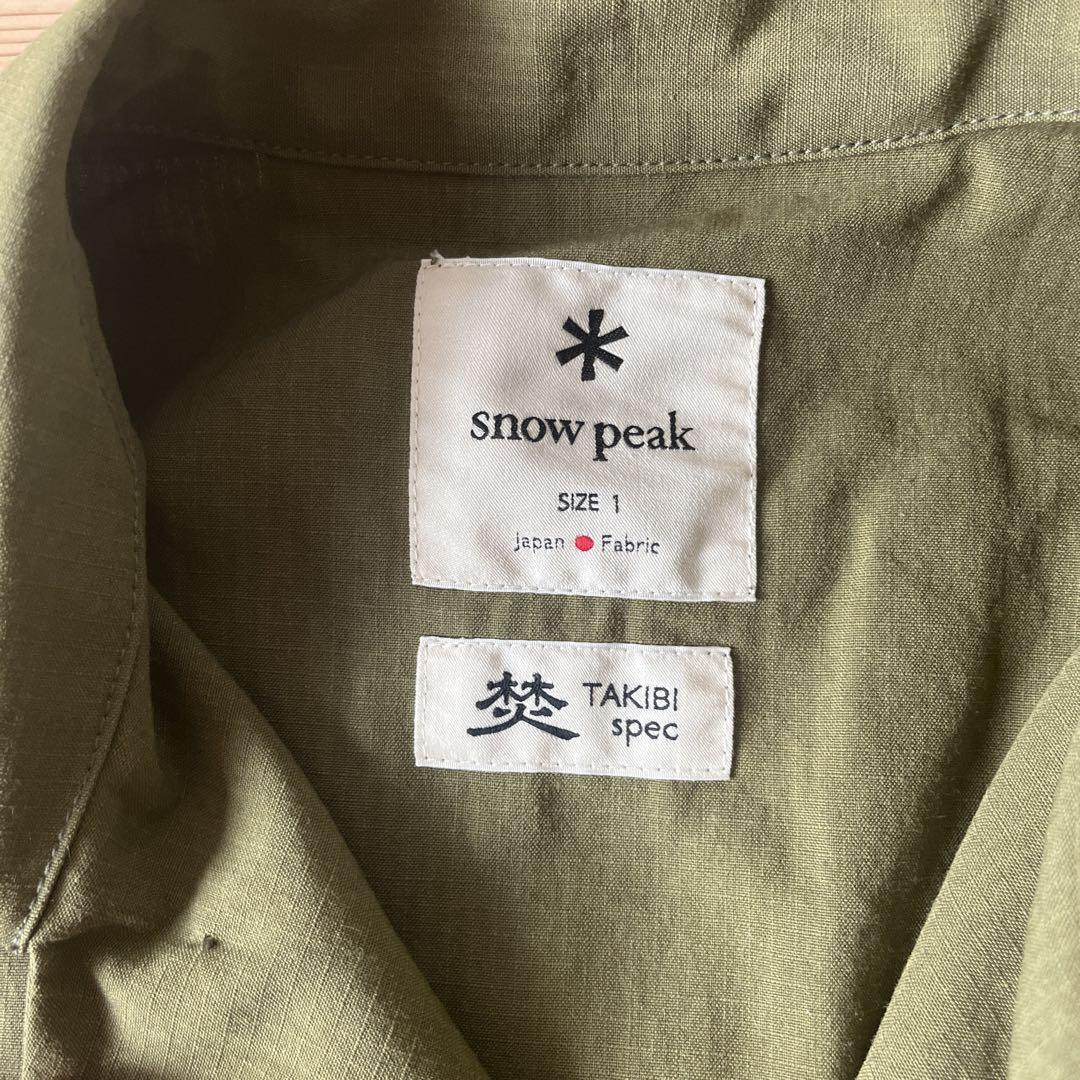 snow peak
SIZE 1
Japan Fabric
焚 TAKIBI
spec